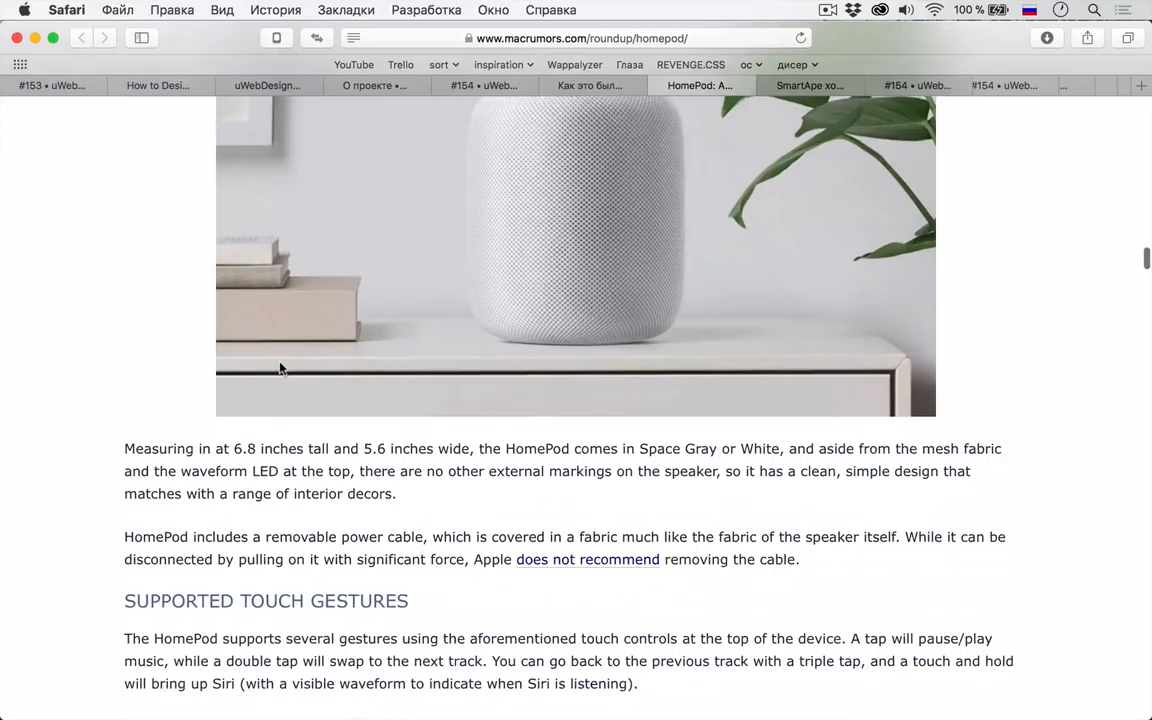 Safari Файл Правка Вид История Закладки Разработка Окно Справка 100 %
www.macrumors.com/roundup/homepod/
YouTube Trello sort inspiration Wappalyzer Глаза REVENGE.CSS ос дисер
#153 • uWeb... How to Desi... uWebDesign... О проекте •... #154 • uWeb... Как это был... HomePod: A... SmartApe хо... #154 • uWeb... #154 • uWeb... ...
Measuring in at 6.8 inches tall and 5.6 inches wide, the HomePod comes in Space Gray or White, and aside from the mesh fabric
and the waveform LED at the top, there are no other external markings on the speaker, so it has a clean, simple design that
matches with a range of interior decors.
HomePod includes a removable power cable, which is covered in a fabric much like the fabric of the speaker itself. While it can be
disconnected by pulling on it with significant force, Apple does not recommend removing the cable.
SUPPORTED TOUCH GESTURES
The HomePod supports several gestures using the aforementioned touch controls at the top of the device. A tap will pause/play
music, while a double tap will swap to the next track. You can go back to the previous track with a triple tap, and a touch and hold
will bring up Siri (with a visible waveform to indicate when Siri is listening).